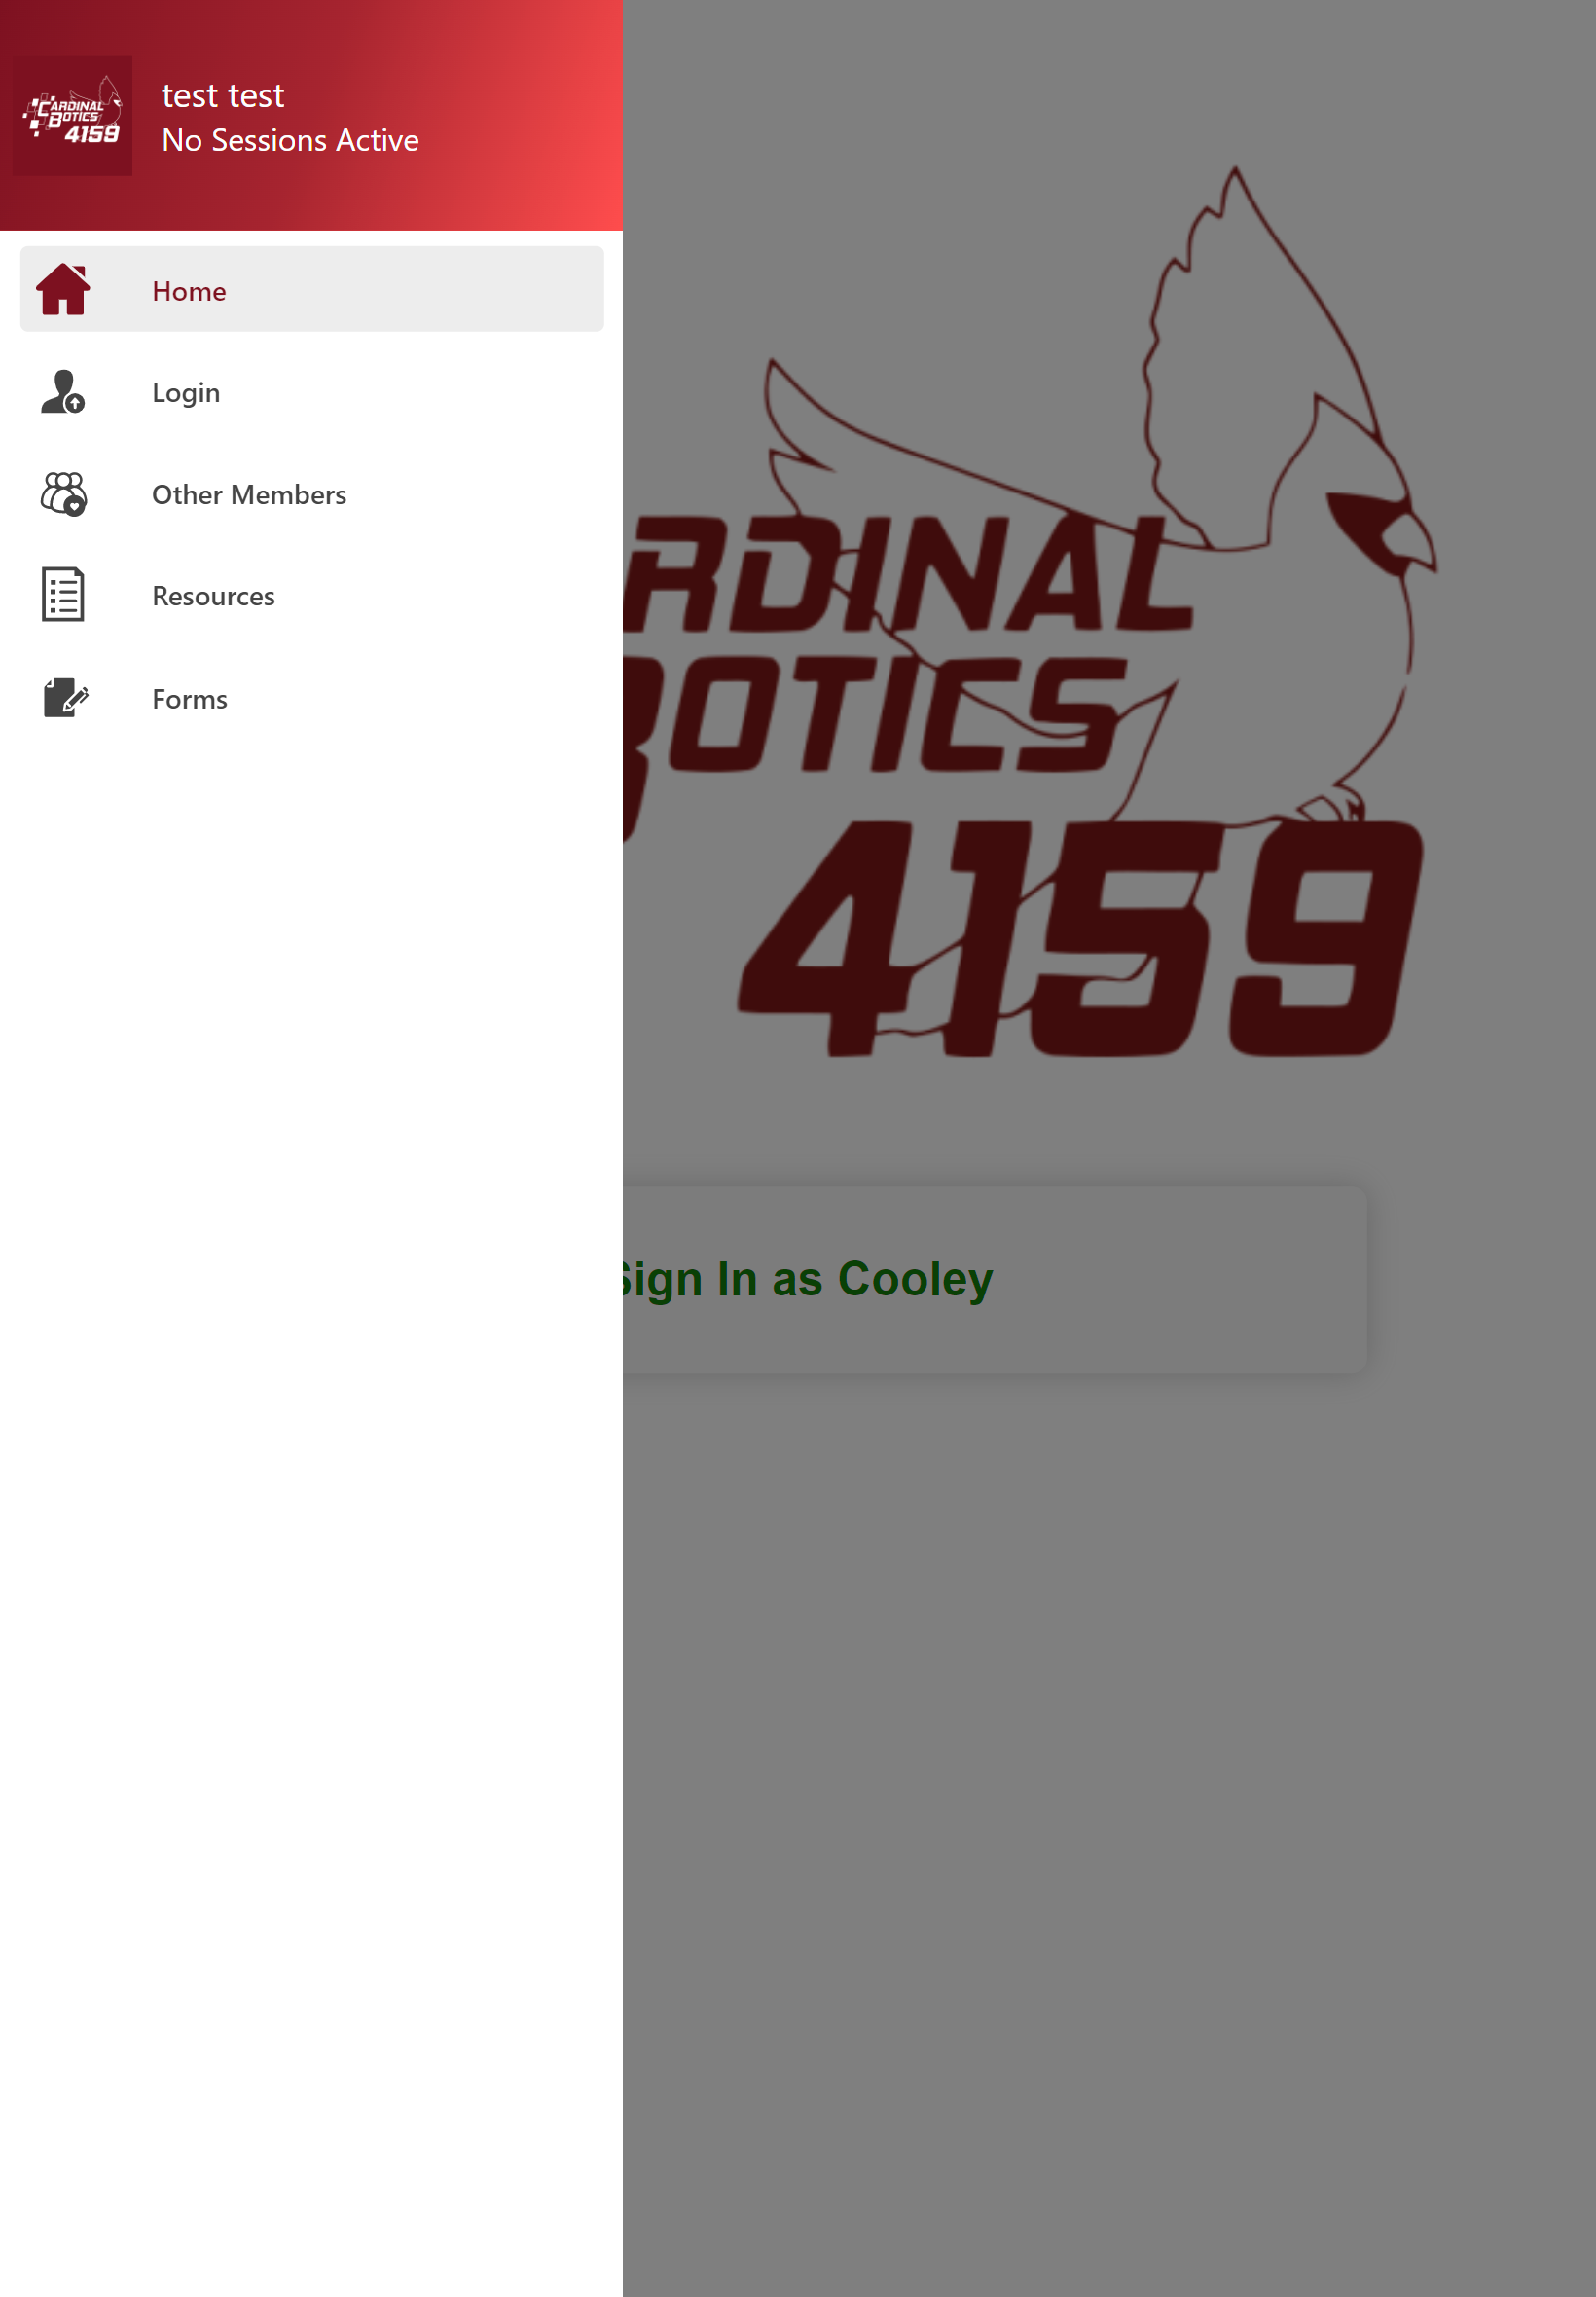 CARDINAL
BOTICS
4159
test test
No Sessions Active
Home
Login
Other Members
Resources
Forms
RDINAL
BOTICS
4159
Sign In as Cooley